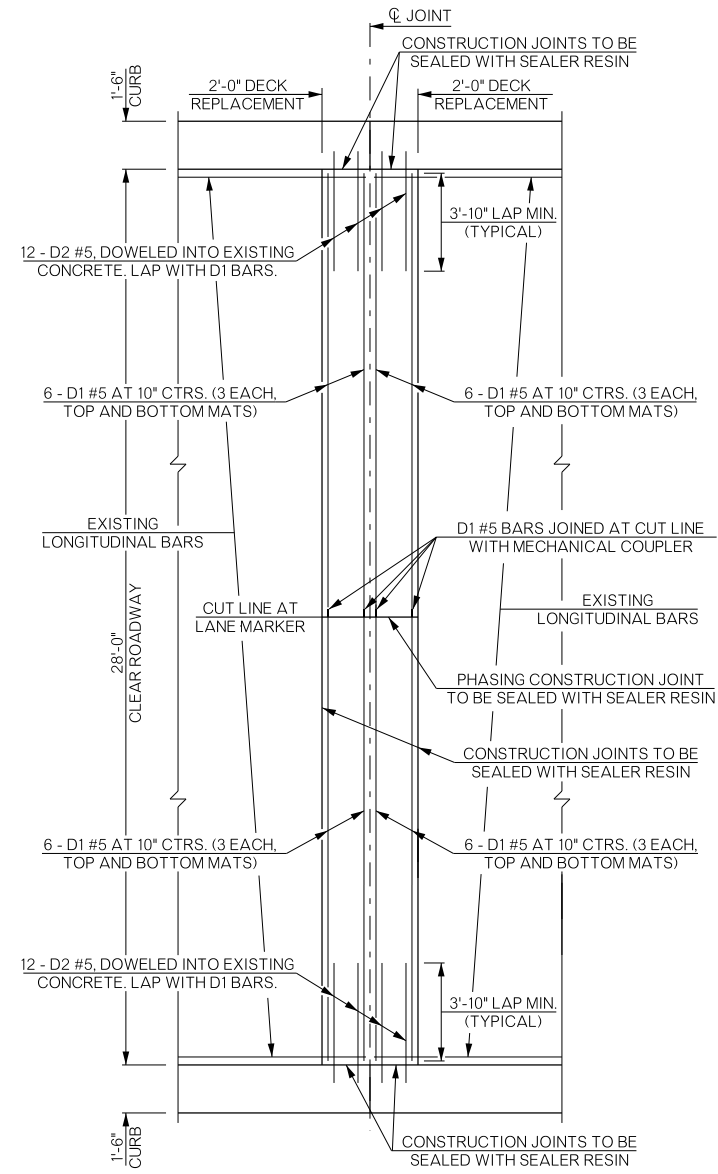 ℄ JOINT
CONSTRUCTION JOINTS TO BE
SEALED WITH SEALER RESIN
1'-6"
CURB
2'-0" DECK
REPLACEMENT
2'-0" DECK
REPLACEMENT
3'-10" LAP MIN.
(TYPICAL)
12 - D2 #5, DOWELED INTO EXISTING
CONCRETE. LAP WITH D1 BARS.
6 - D1 #5 AT 10" CTRS. (3 EACH,
TOP AND BOTTOM MATS)
6 - D1 #5 AT 10" CTRS. (3 EACH,
TOP AND BOTTOM MATS)
EXISTING
LONGITUDINAL BARS
D1 #5 BARS JOINED AT CUT LINE
WITH MECHANICAL COUPLER
CUT LINE AT
LANE MARKER
EXISTING
LONGITUDINAL BARS
28'-0"
CLEAR ROADWAY
PHASING CONSTRUCTION JOINT
TO BE SEALED WITH SEALER RESIN
CONSTRUCTION JOINTS TO BE
SEALED WITH SEALER RESIN
6 - D1 #5 AT 10" CTRS. (3 EACH,
TOP AND BOTTOM MATS)
6 - D1 #5 AT 10" CTRS. (3 EACH,
TOP AND BOTTOM MATS)
12 - D2 #5, DOWELED INTO EXISTING
CONCRETE. LAP WITH D1 BARS.
3'-10" LAP MIN.
(TYPICAL)
1'-6"
CURB
CONSTRUCTION JOINTS TO BE
SEALED WITH SEALER RESIN